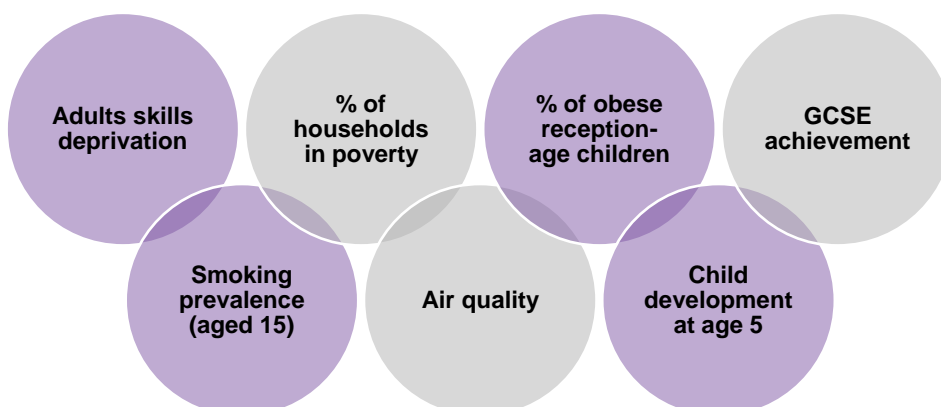 Adults skills
deprivation
% of
households
in poverty
% of obese
reception-
age children
GCSE
achievement
Smoking
prevalence
(aged 15)
Air quality
Child
development
at age 5